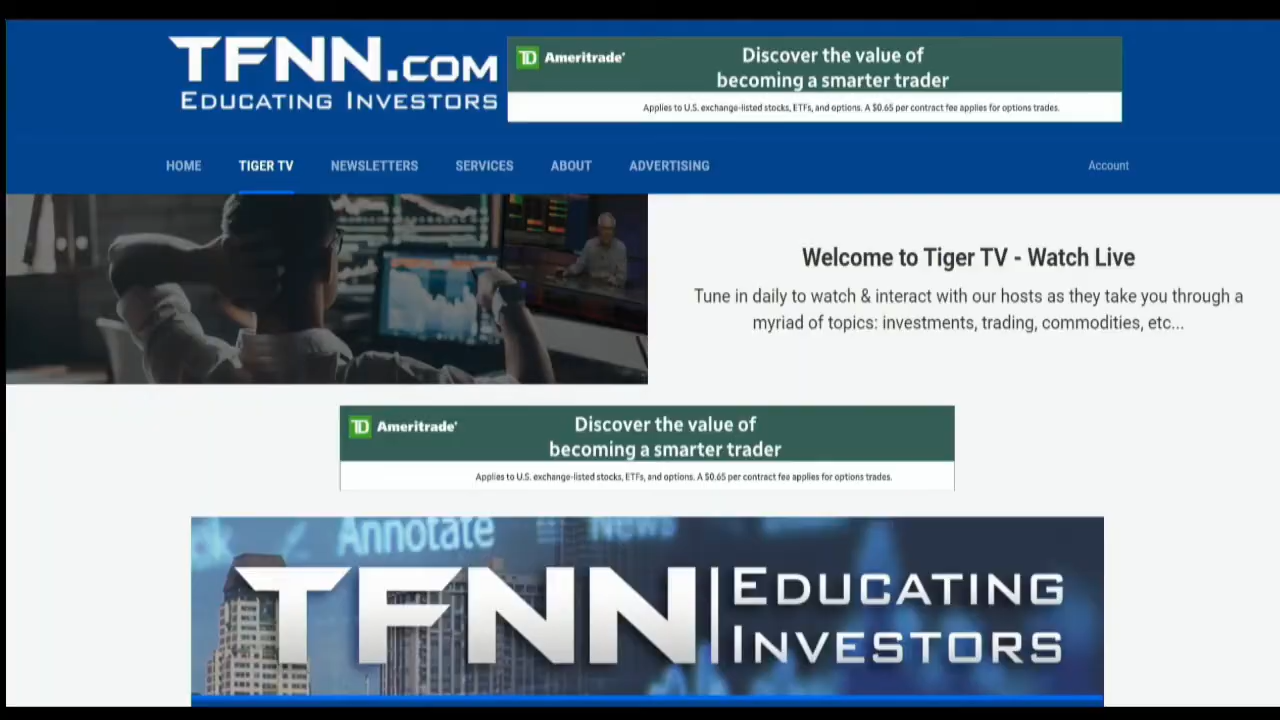 TFNN.COM
EDUCATING INVESTORS
TD Ameritrade
Discover the value of
becoming a smarter trader
Applies to U.S. exchange-listed stocks, ETFs, and options. A $0.65 per contract fee applies for options trades.
HOME TIGER TV NEWSLETTERS SERVICES ABOUT ADVERTISING Account
Welcome to Tiger TV - Watch Live
Tune in daily to watch & interact with our hosts as they take you through a
myriad of topics: investments, trading, commodities, etc...
TD Ameritrade
Discover the value of
becoming a smarter trader
Applies to U.S. exchange-listed stocks, ETFs, and options. A $0.65 per contract fee applies for options trades.
ck Annotate News
TFNN EDUCATING
INVESTORS